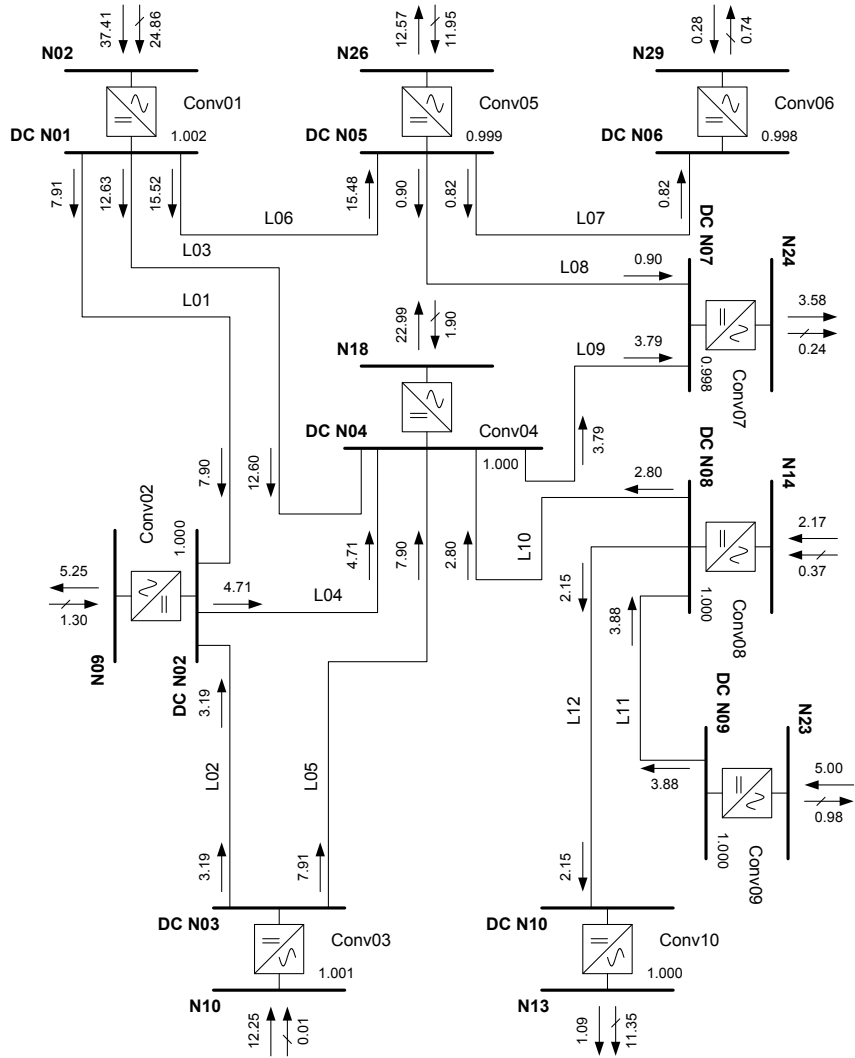 37.41
24.86
12.57
11.95
0.28
0.74
N02
N26
N29
Conv01
Conv05
Conv06
DC N01
1.002
DC N05
0.999
DC N06
0.998
7.91
12.63
15.52
15.48
0.90
0.82
0.82
L06
L07
L03
L08
0.90
DC N07
N24
L01
3.58
0.24
22.99
1.90
N18
L09
3.79
0.998
Conv07
DC N04
Conv04
1.000
3.79
DC N08
N14
7.90
12.60
2.80
Conv02
1.000
4.71
7.90
2.80
L10
2.17
0.37
5.25
1.30
4.71
L04
2.15
3.88
1.000
Conv08
N09
DC N02
3.19
L12
L11
DC N09
N23
L02
L05
3.88
5.00
0.98
1.000
Conv09
3.19
7.91
2.15
DC N03
Conv03
1.001
N10
DC N10
Conv10
1.000
N13
12.25
0.01
1.09
11.35